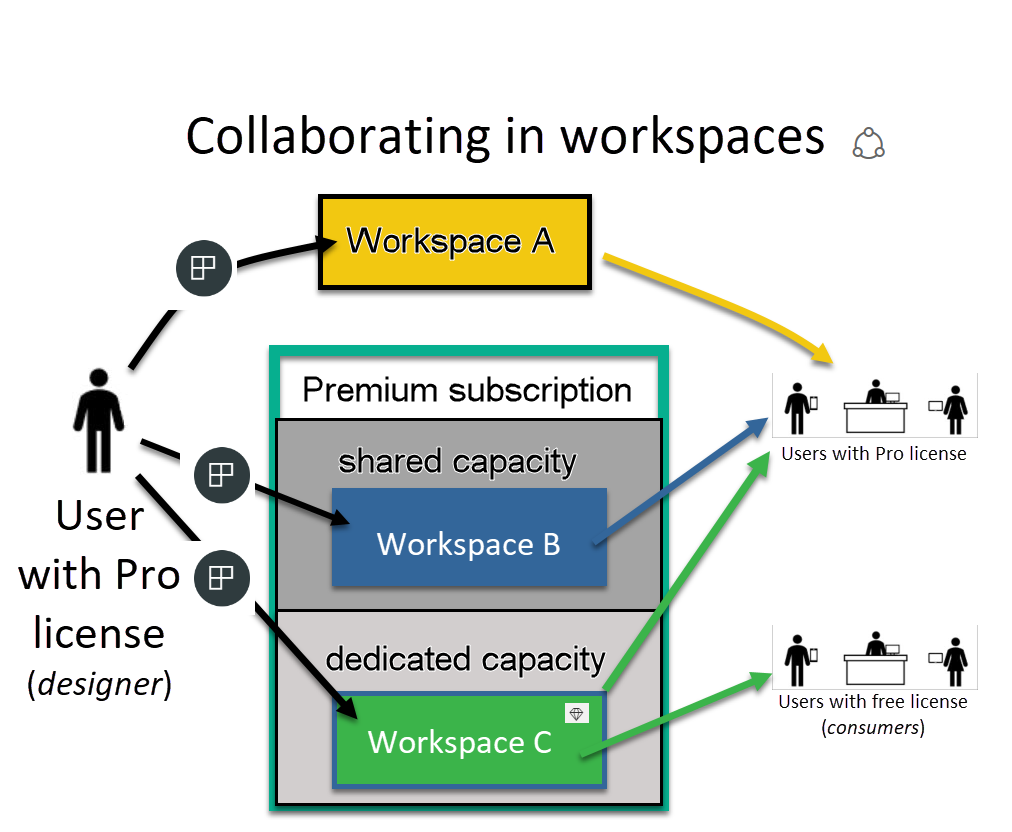 Collaborating in workspaces
Workspace A
Premium subscription
shared capacity
Workspace B
dedicated capacity
Workspace C
User
with Pro
license
(designer)
Users with Pro license
Users with free license
(consumers)